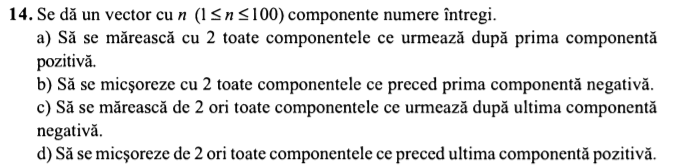 14. Se dă un vector cu n (1≤n≤100) componente numere întregi.
a) Să se mărească cu 2 toate componentele ce urmează după prima componentă
pozitivă.
b) Să se micşoreze cu 2 toate componentele ce preced prima componentă negativă.
c) Să se mărească de 2 ori toate componentele ce urmează după ultima componentă
negativă.
d) Să se micşoreze de 2 ori toate componentele ce preced ultima componentă pozitivă.